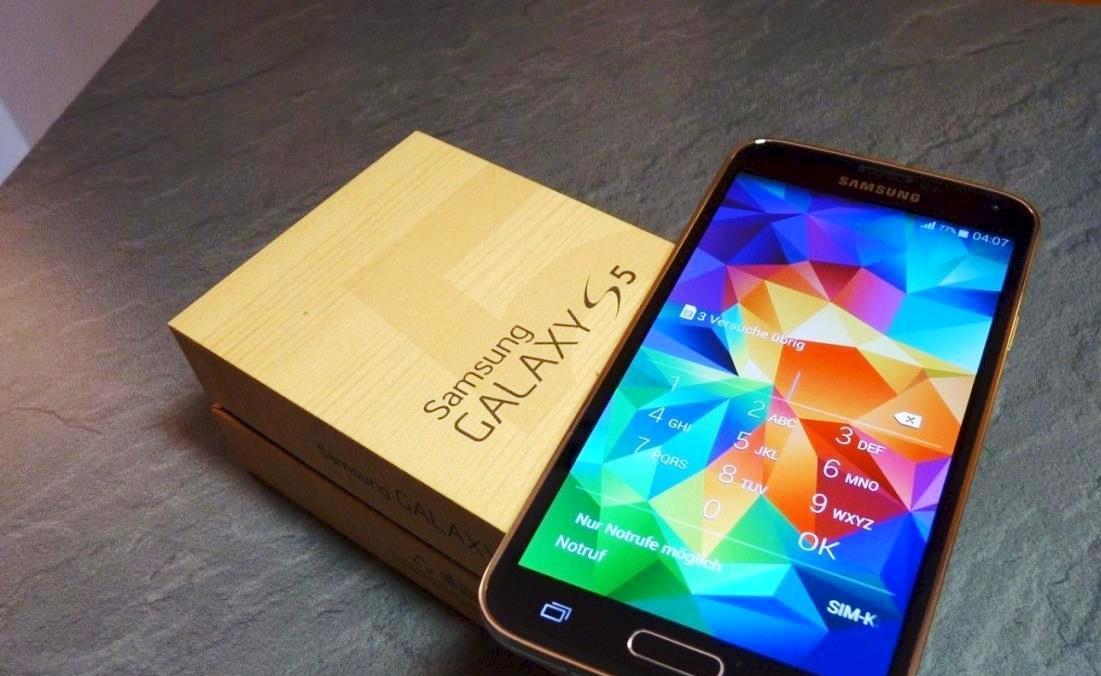 Samsung
GALAXY S5
Samsung GALAXY
SAMSUNG
77% 04:07
3 Versuche übrig
1
2 ABC
3 DEF
4 GHI
5 JKL
6 MNO
7 PQRS
8 TUV
9 WXYZ
0
OK
Nur Notrufe möglich
Notruf
SIM-K